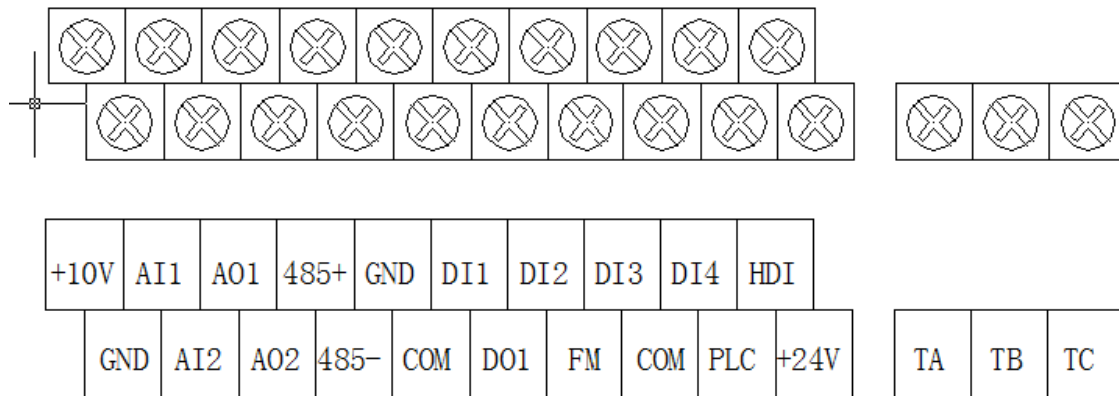 +10V AI1 AO1 485+ GND DI1 DI2 DI3 DI4 HDI
GND AI2 AO2 485- COM DO1 FM COM PLC +24V TA TB TC